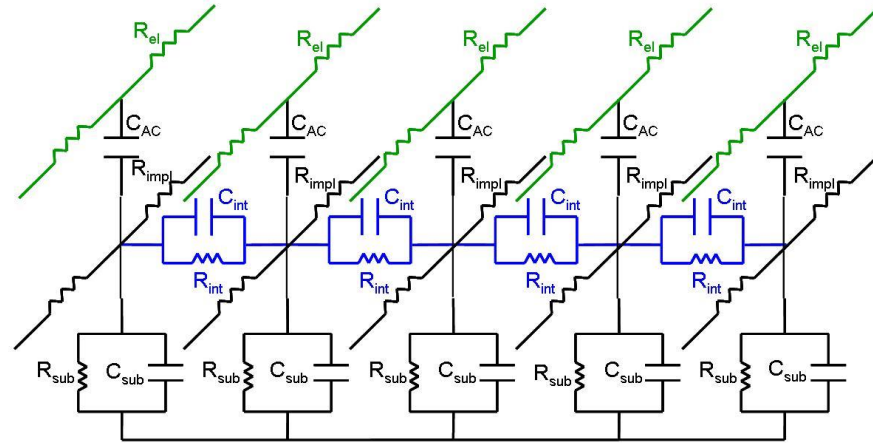 R_el R_el R_el R_el R_el
C_AC C_AC C_AC C_AC C_AC
R_impl R_impl R_impl R_impl R_impl
C_int C_int C_int C_int
R_int R_int R_int R_int
R_sub C_sub R_sub C_sub R_sub C_sub R_sub C_sub R_sub C_sub